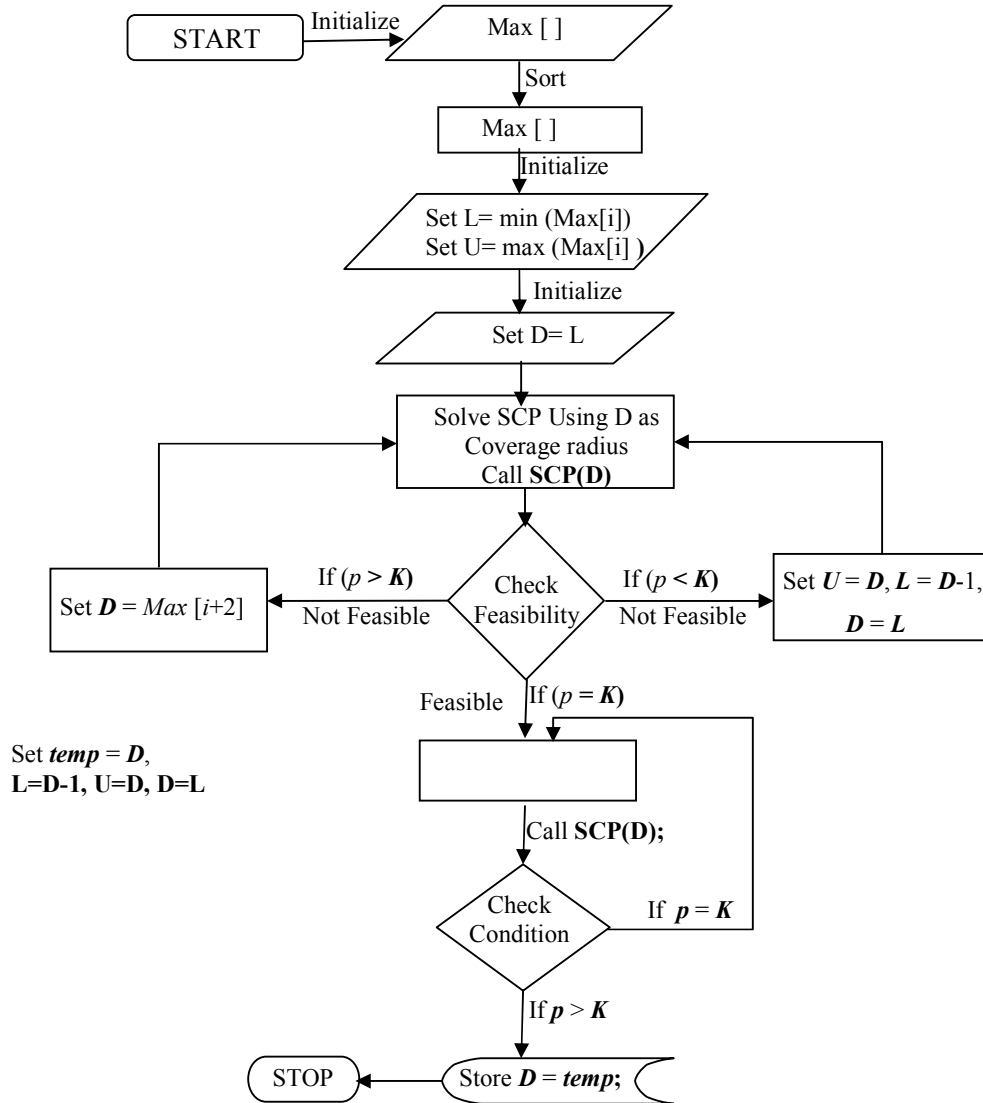 START
Initialize
Max [ ]
Sort
Max [ ]
Initialize
Set L= min (Max[i])
Set U= max (Max[i] )
Initialize
Set D= L
Solve SCP Using D as
Coverage radius
Call SCP(D)
If (p > K)
Not Feasible
Set D = Max [i+2]
Check
Feasibility
If (p < K)
Not Feasible
Set U = D, L = D-1,
D = L
Feasible
If (p = K)
Set temp = D,
L=D-1, U=D, D=L
Call SCP(D);
Check
Condition
If p = K
If p > K
Store D = temp;
STOP